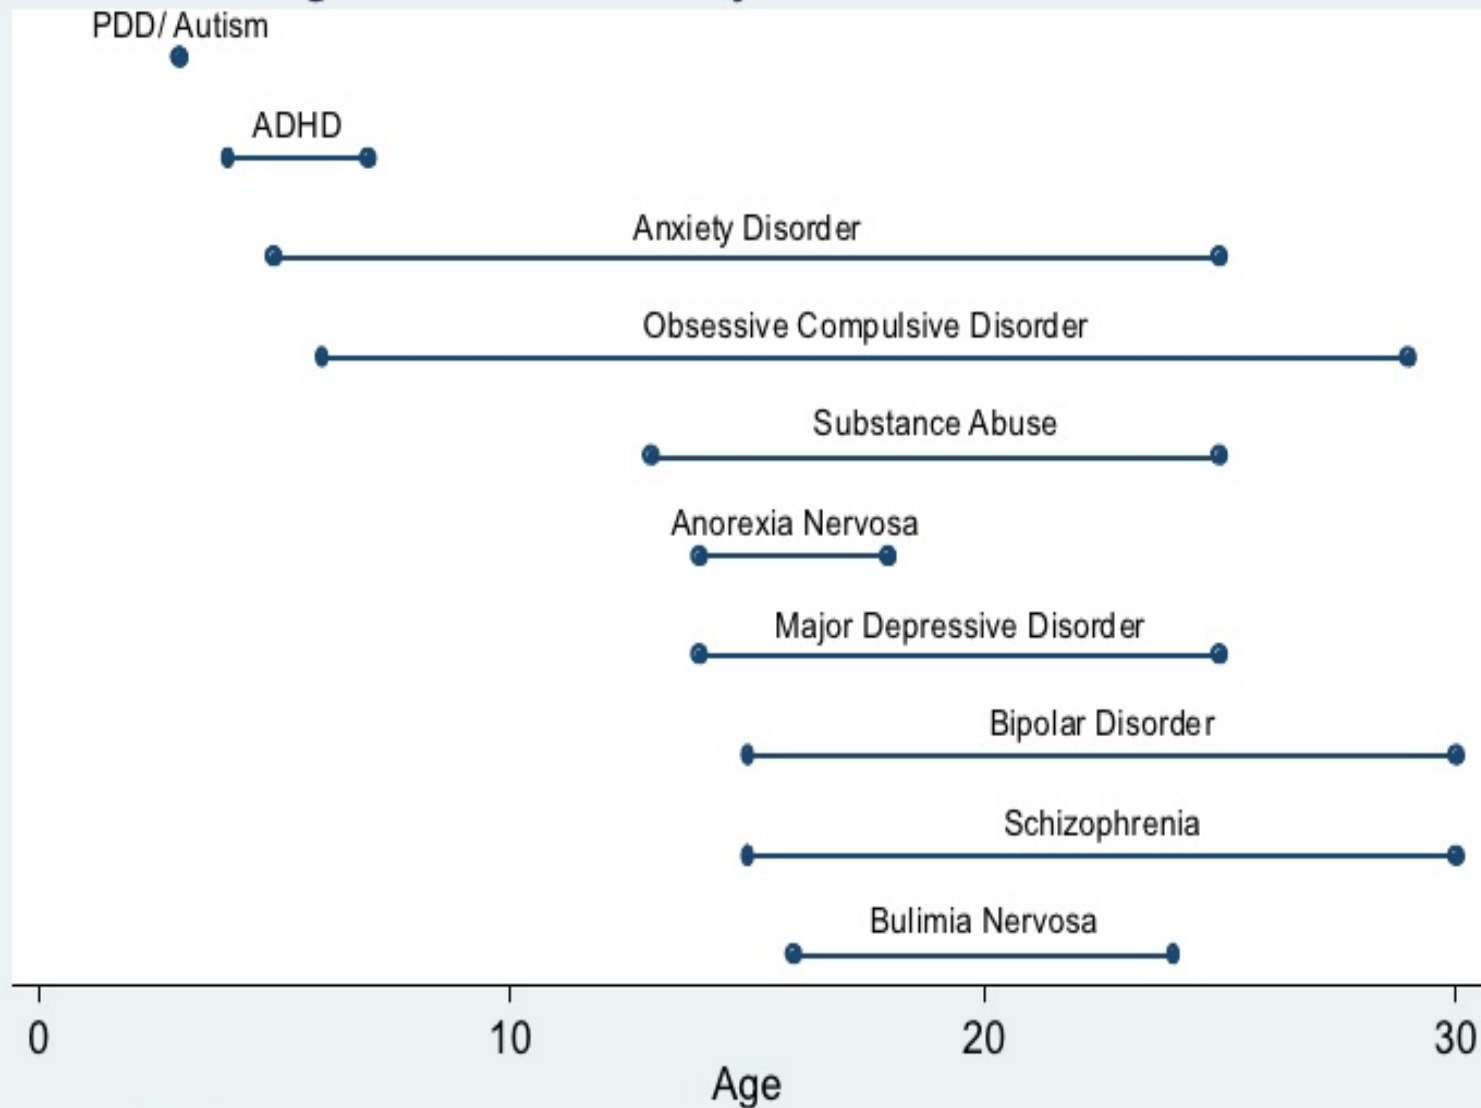 PDD/ Autism
ADHD
Anxiety Disorder
Obsessive Compulsive Disorder
Substance Abuse
Anorexia Nervosa
Major Depressive Disorder
Bipolar Disorder
Schizophrenia
Bulimia Nervosa
0 10 20 30
Age